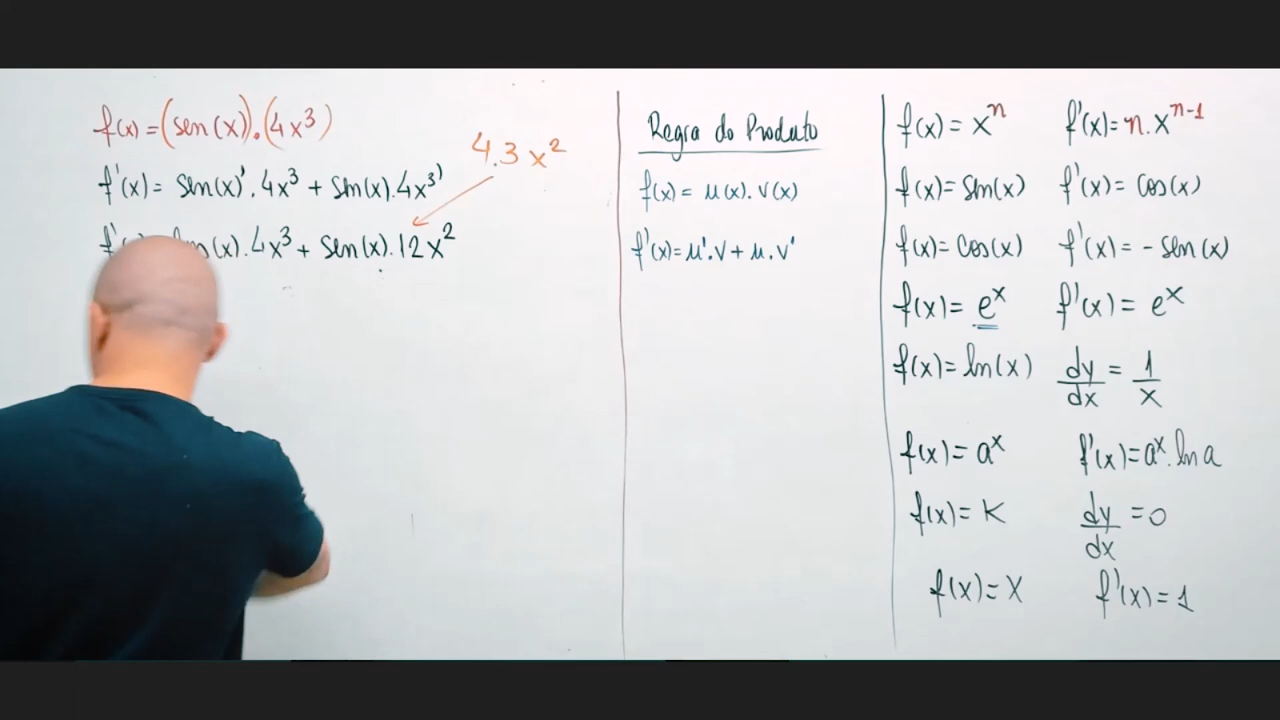 f(x) = (sen(x)).(4x³)
f'(x) = sen(x)'.4x³ + sen(x).4x³)
(x).4x³ + sen(x).12x²
4.3x²
Regra do Produto
f(x) = u(x).v(x)
f'(x) = u'.v + u.v'
f(x) = xⁿ f'(x) = n.xⁿ⁻¹
f(x) = sen(x) f'(x) = cos(x)
f(x) = cos(x) f'(x) = -sen(x)
f(x) = eˣ f'(x) = eˣ
f(x) = ln(x) dy/dx = 1/x
f(x) = aˣ f'(x) = aˣ.ln a
f(x) = K dy/dx = 0
f(x) = x f'(x) = 1